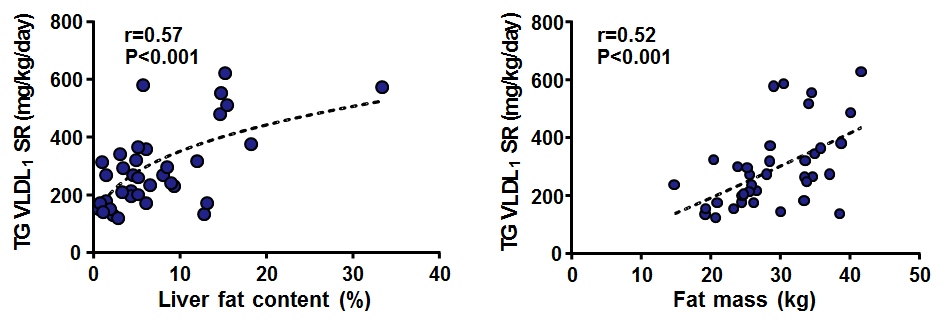 TG VLDL1 SR (mg/kg/day)
800
600
400
200
0
r=0.57
P<0.001
0 10 20 30 40
Liver fat content (%)
TG VLDL1 SR (mg/kg/day)
800
600
400
200
0
r=0.52
P<0.001
0 10 20 30 40 50
Fat mass (kg)